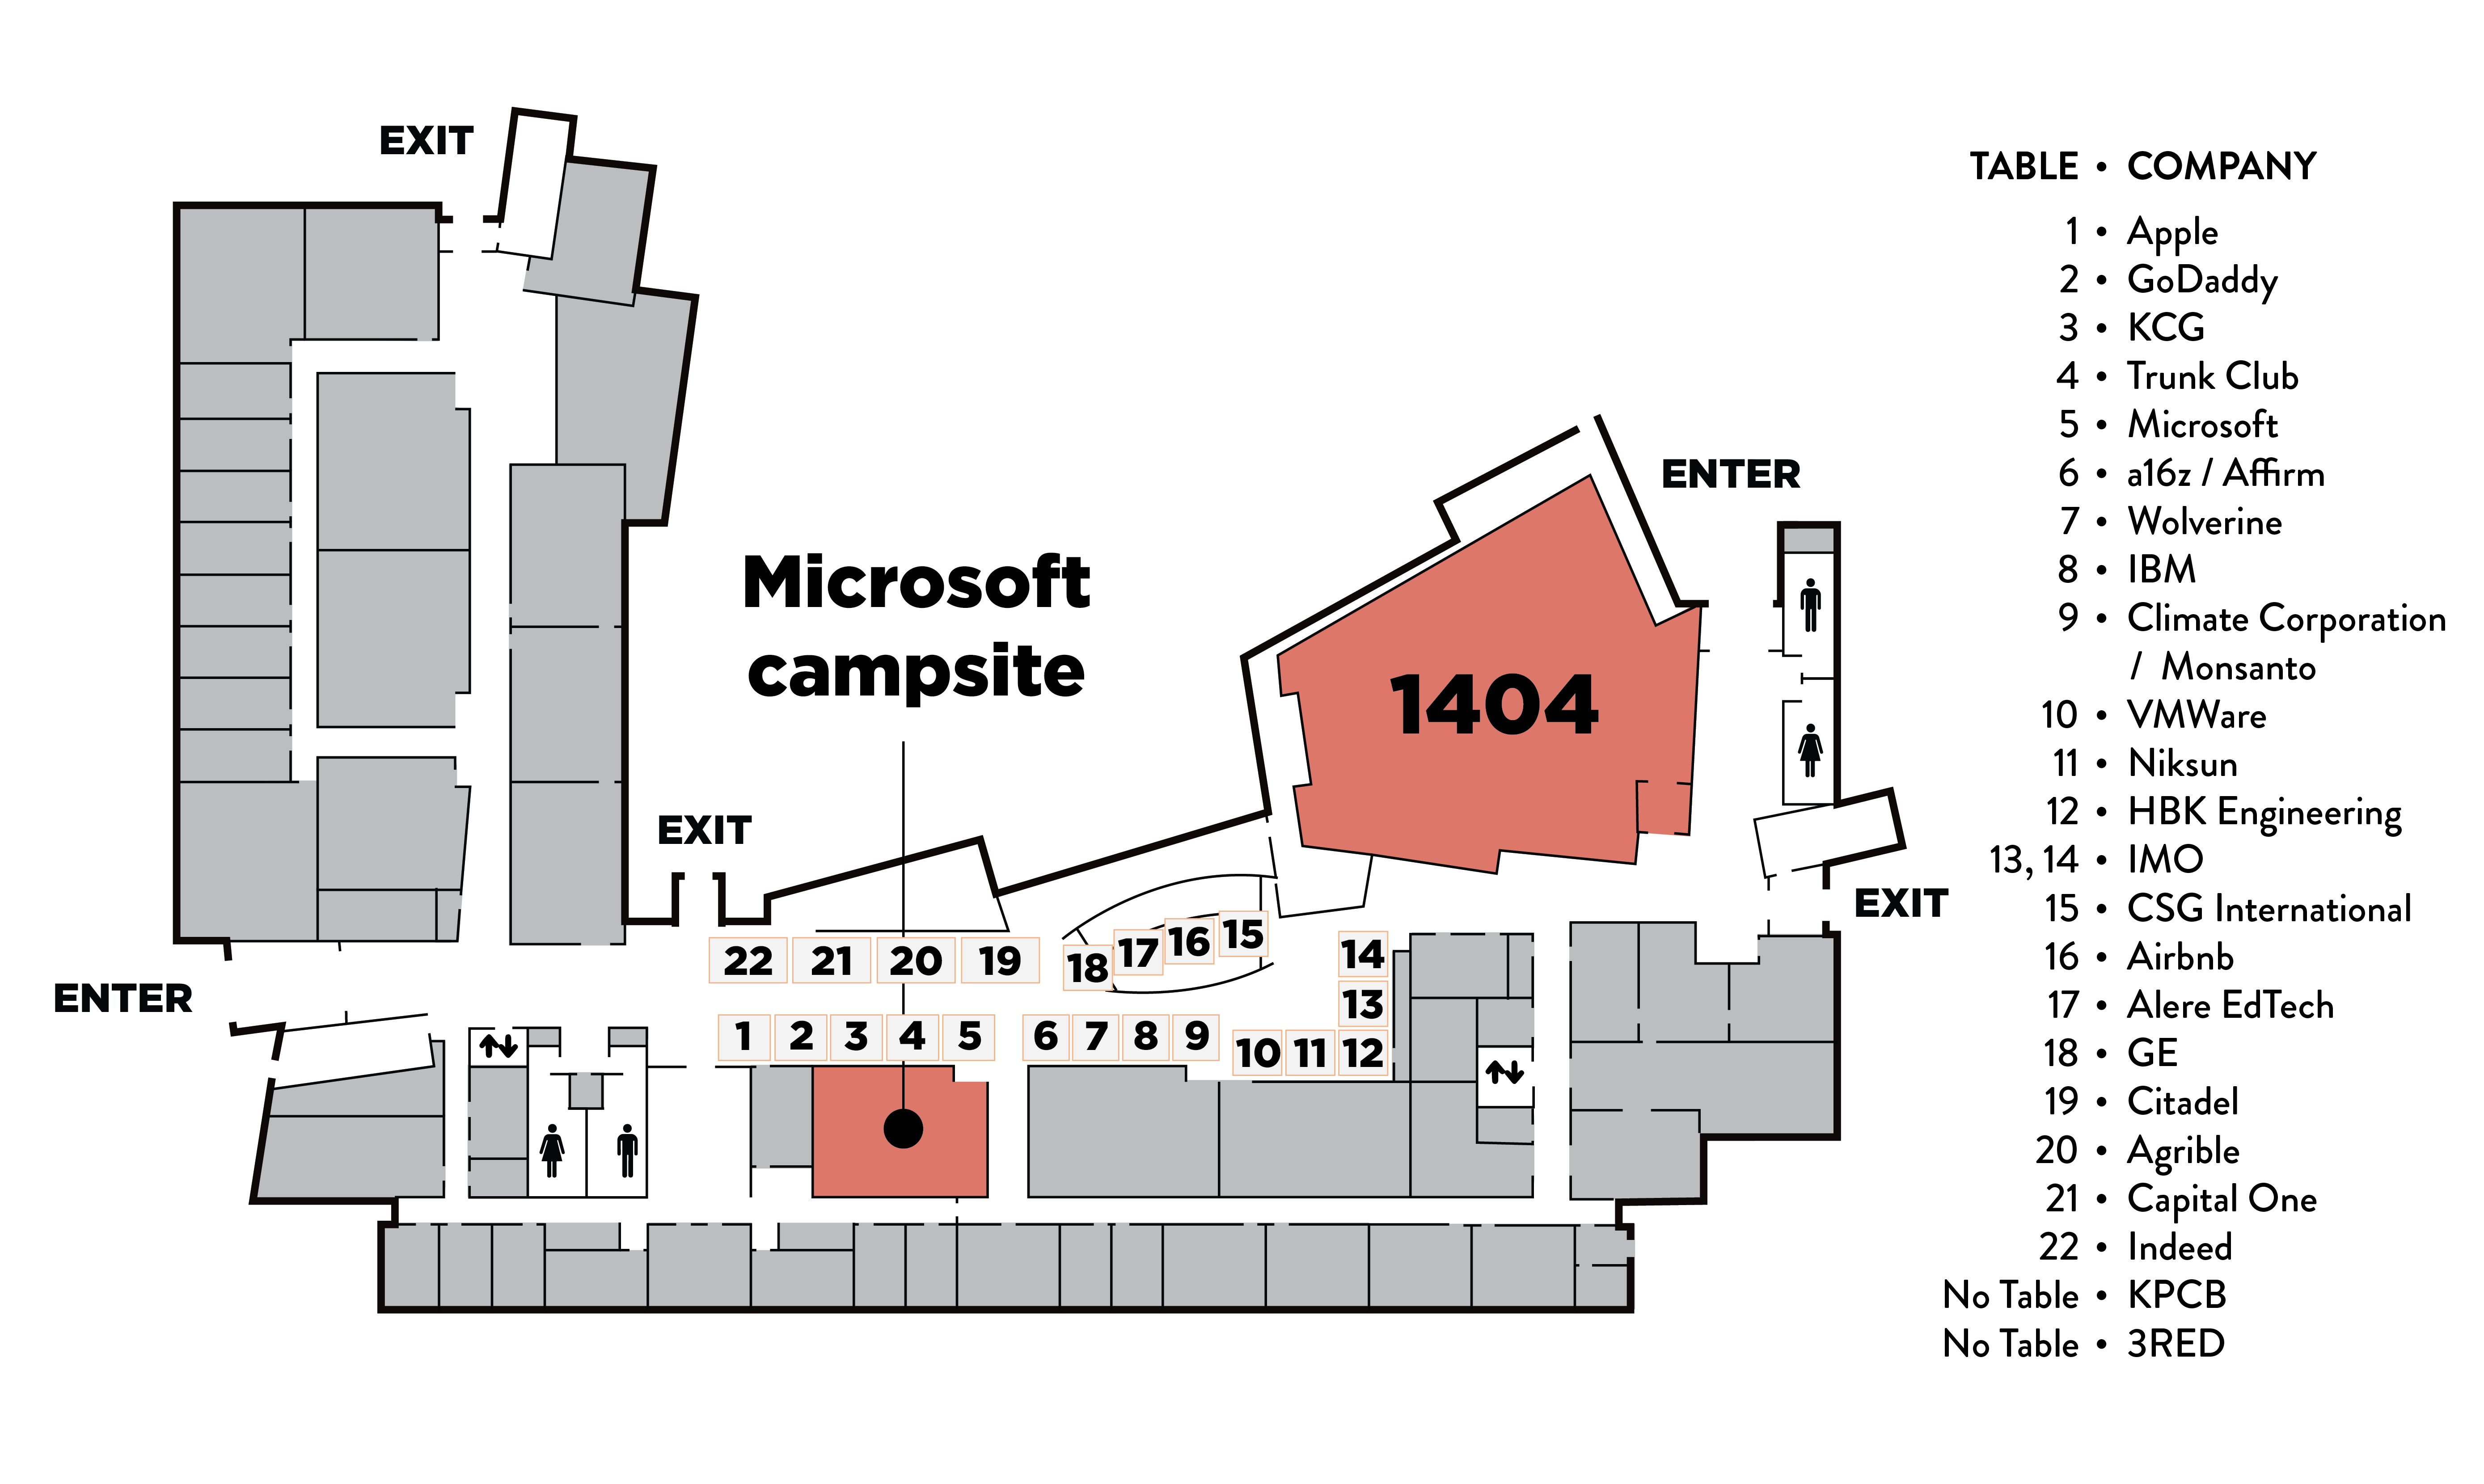 EXIT
TABLE • COMPANY
1 • Apple
2 • GoDaddy
3 • KCG
4 • Trunk Club
5 • Microsoft
6 • a16z / Affirm
7 • Wolverine
8 • IBM
9 • Climate Corporation
/ Monsanto
10 • VMWare
11 • Niksun
12 • HBK Engineering
13, 14 • IMO
15 • CSG International
16 • Airbnb
17 • Alere EdTech
18 • GE
19 • Citadel
20 • Agrible
21 • Capital One
22 • Indeed
No Table • KPCB
No Table • 3RED
ENTER
Microsoft
campsite
1404
EXIT
EXIT
22 21 20 19 18 17 16 15
14
13
ENTER
1 2 3 4 5 6 7 8 9 10 11 12